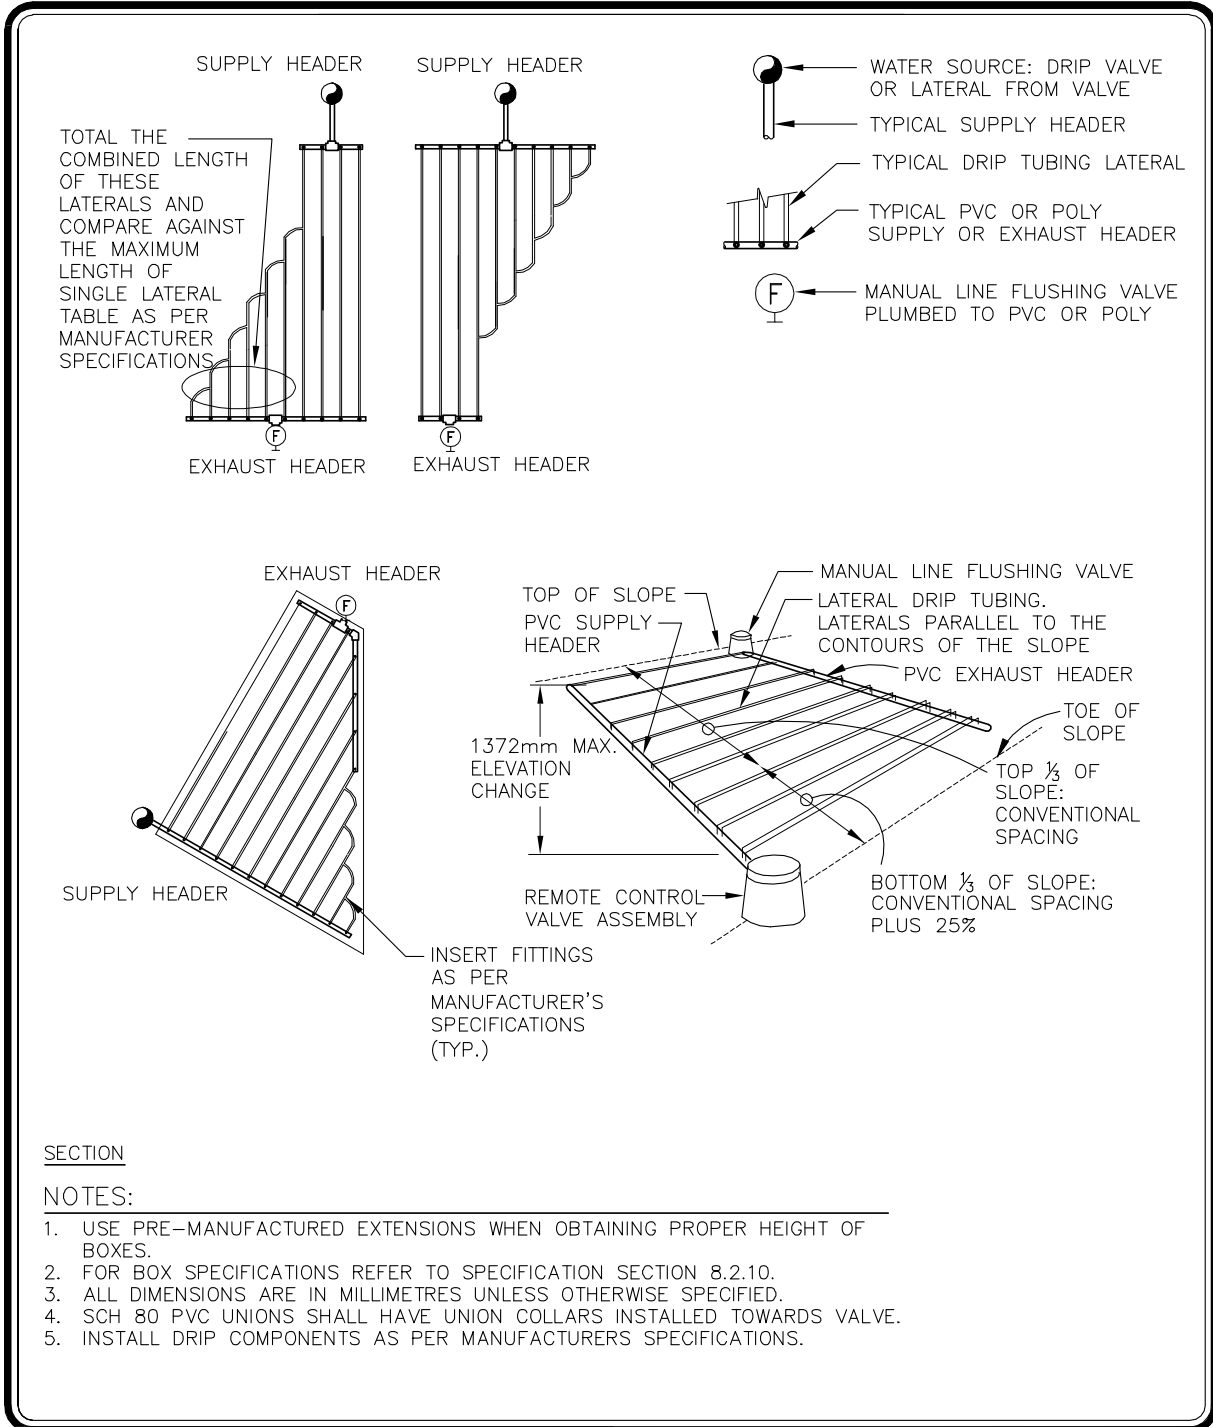 SUPPLY HEADER
SUPPLY HEADER
TOTAL THE
COMBINED LENGTH
OF THESE
LATERALS AND
COMPARE AGAINST
THE MAXIMUM
LENGTH OF
SINGLE LATERAL
TABLE AS PER
MANUFACTURER
SPECIFICATIONS
F
EXHAUST HEADER
F
EXHAUST HEADER
WATER SOURCE: DRIP VALVE
OR LATERAL FROM VALVE
TYPICAL SUPPLY HEADER
TYPICAL DRIP TUBING LATERAL
TYPICAL PVC OR POLY
SUPPLY OR EXHAUST HEADER
F
MANUAL LINE FLUSHING VALVE
PLUMBED TO PVC OR POLY
EXHAUST HEADER
F
SUPPLY HEADER
INSERT FITTINGS
AS PER
MANUFACTURER'S
SPECIFICATIONS
(TYP.)
TOP OF SLOPE
PVC SUPPLY
HEADER
MANUAL LINE FLUSHING VALVE
LATERAL DRIP TUBING.
LATERALS PARALLEL TO THE
CONTOURS OF THE SLOPE
PVC EXHAUST HEADER
TOE OF
SLOPE
1372mm MAX.
ELEVATION
CHANGE
TOP ⅓ OF
SLOPE:
CONVENTIONAL
SPACING
REMOTE CONTROL
VALVE ASSEMBLY
BOTTOM ⅓ OF SLOPE:
CONVENTIONAL SPACING
PLUS 25%
SECTION
NOTES:
1. USE PRE-MANUFACTURED EXTENSIONS WHEN OBTAINING PROPER HEIGHT OF
BOXES.
2. FOR BOX SPECIFICATIONS REFER TO SPECIFICATION SECTION 8.2.10.
3. ALL DIMENSIONS ARE IN MILLIMETRES UNLESS OTHERWISE SPECIFIED.
4. SCH 80 PVC UNIONS SHALL HAVE UNION COLLARS INSTALLED TOWARDS VALVE.
5. INSTALL DRIP COMPONENTS AS PER MANUFACTURERS SPECIFICATIONS.